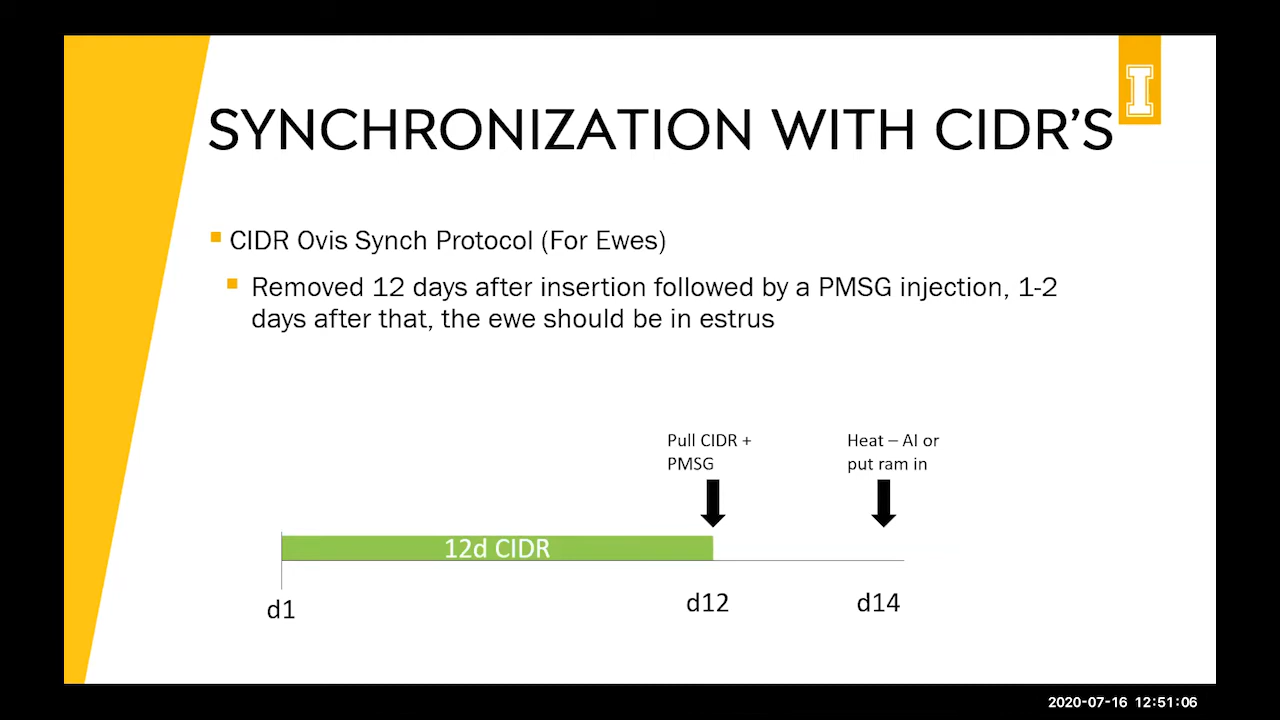 I
SYNCHRONIZATION WITH CIDR’S
CIDR Ovis Synch Protocol (For Ewes)
Removed 12 days after insertion followed by a PMSG injection, 1-2
days after that, the ewe should be in estrus
Pull CIDR +
PMSG
Heat – AI or
put ram in
12d CIDR
d1
d12
d14
2020-07-16 12:51:06